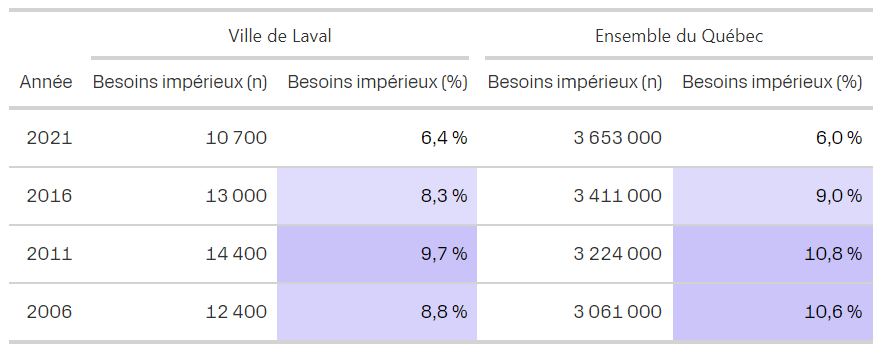 Ville de Laval Ensemble du Québec
Année Besoins impérieux (n) Besoins impérieux (%) Besoins impérieux (n) Besoins impérieux (%)
2021 10 700 6,4 % 3 653 000 6,0 %
2016 13 000 8,3 % 3 411 000 9,0 %
2011 14 400 9,7 % 3 224 000 10,8 %
2006 12 400 8,8 % 3 061 000 10,6 %